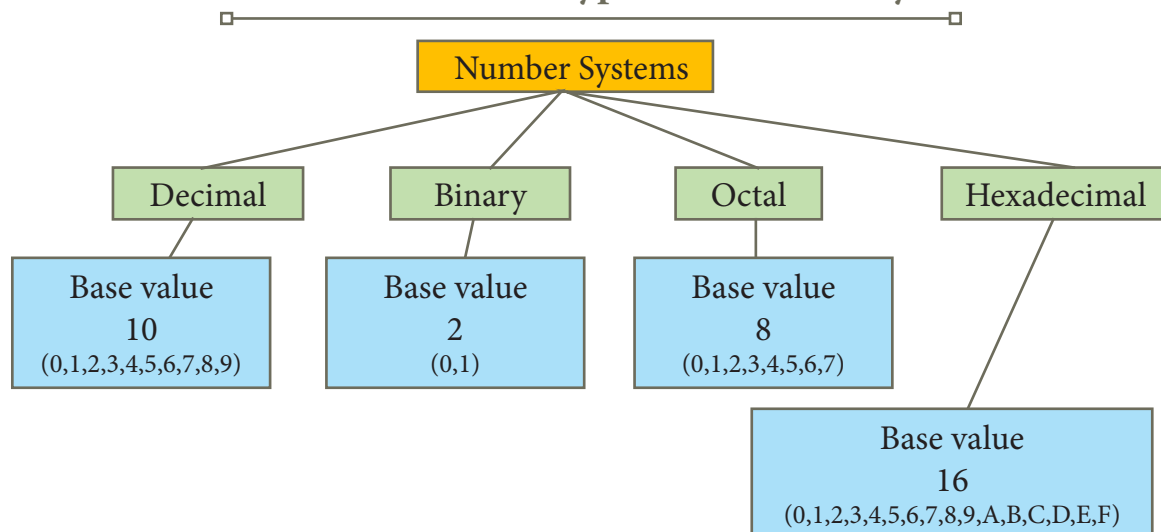 Number Systems
Decimal
Binary
Octal
Hexadecimal
Base value
10
(0,1,2,3,4,5,6,7,8,9)
Base value
2
(0,1)
Base value
8
(0,1,2,3,4,5,6,7)
Base value
16
(0,1,2,3,4,5,6,7,8,9,A,B,C,D,E,F)